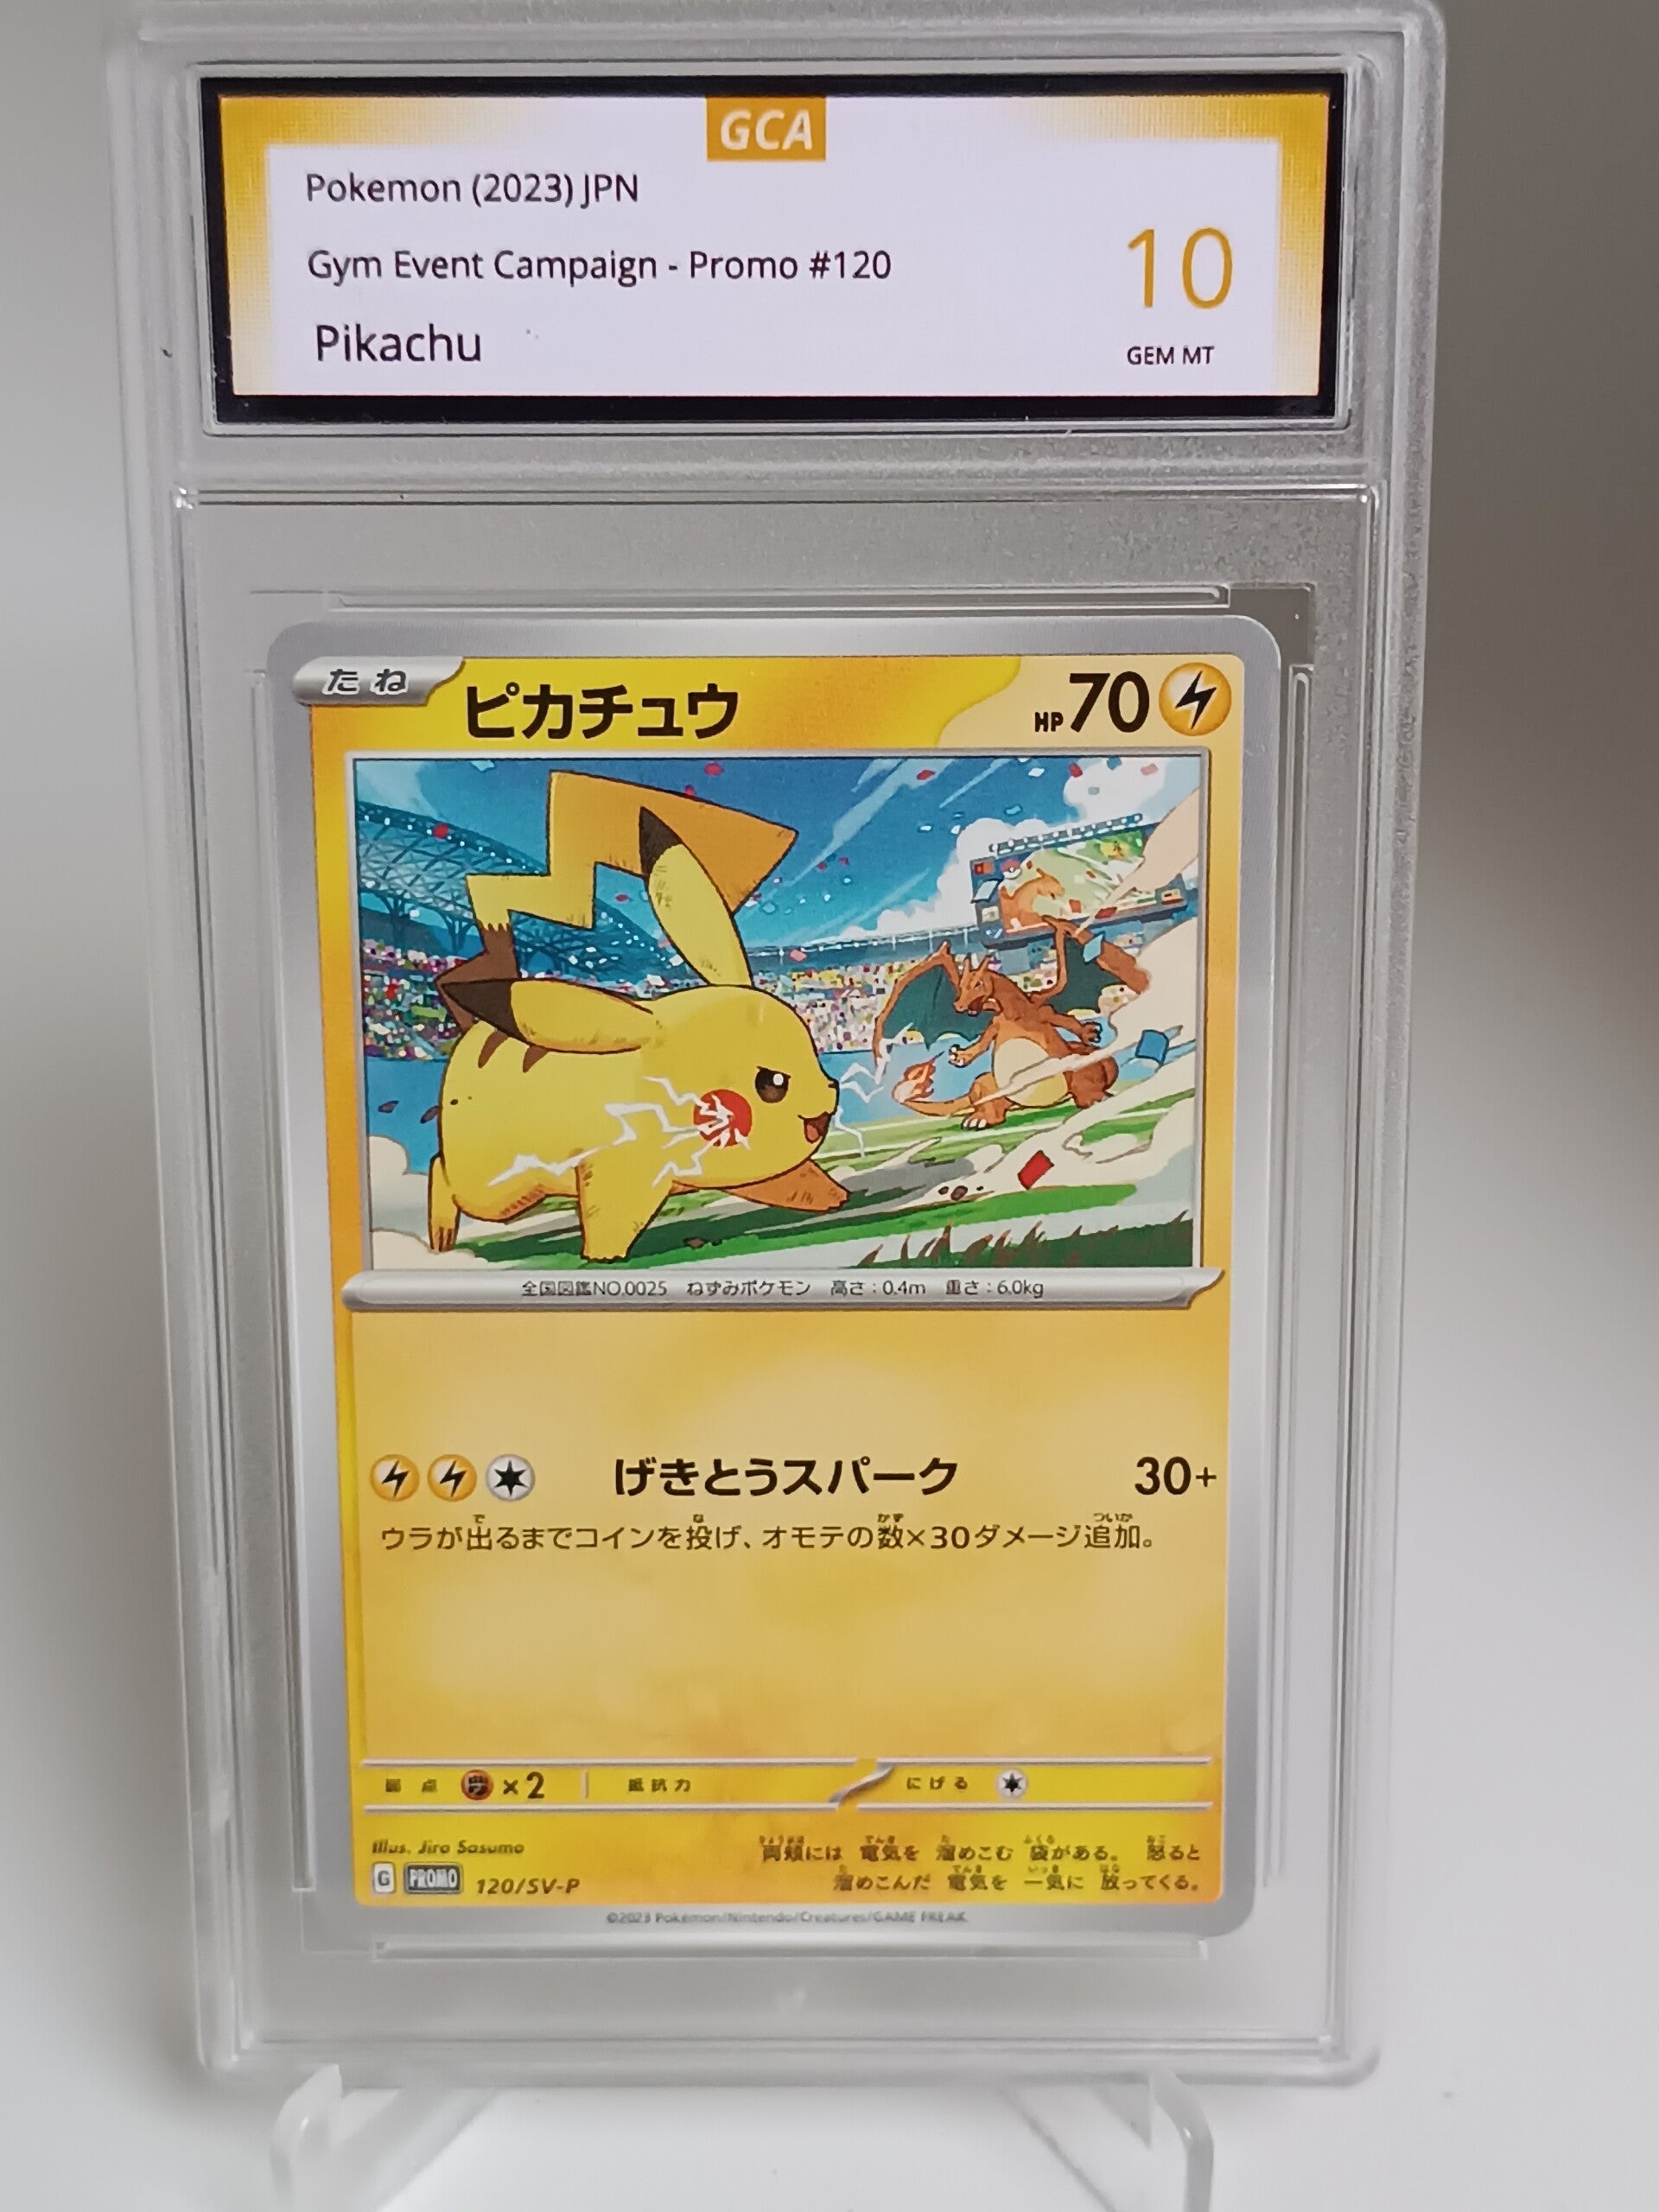 GCA
Pokemon (2023) JPN
Gym Event Campaign - Promo #120
Pikachu
10
GEM MT
たね
ピカチュウ
HP70
全国図鑑NO.0025 ねずみポケモン 高さ:0.4m 重さ:6.0kg
げきとうスパーク 30+
ウラが出るまでコインを投げ、オモテの数×30ダメージ追加。
弱点 ×2 抵抗力 にげる
Illus. Jiro Sasumo
G PROMO 120/SV-P
両頬には 電気を 溜めこむ 袋がある。 怒ると
溜めこんだ 電気を 一気に 放ってくる。
©2023 Pokémon/Nintendo/Creatures/GAME FREAK